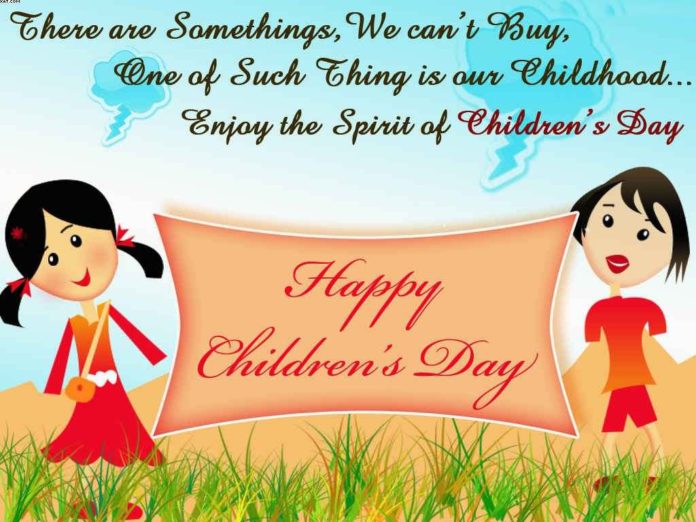 There are Somethings,We can't Buy,
One of Such Thing is our Childhood...
Enjoy the Spirit of Children's Day
Happy
Children's Day